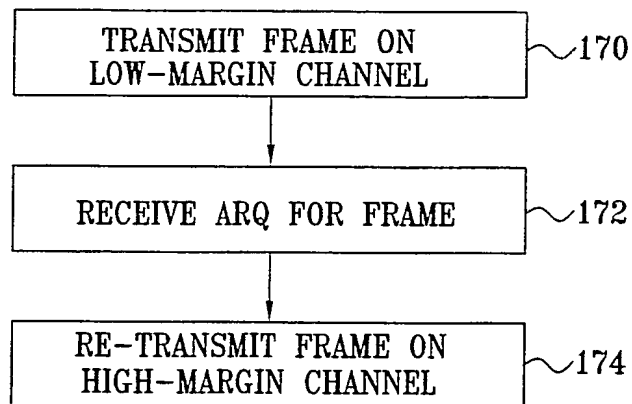 TRANSMIT FRAME ON
LOW-MARGIN CHANNEL
170
RECEIVE ARQ FOR FRAME
172
RE-TRANSMIT FRAME ON
HIGH-MARGIN CHANNEL
174